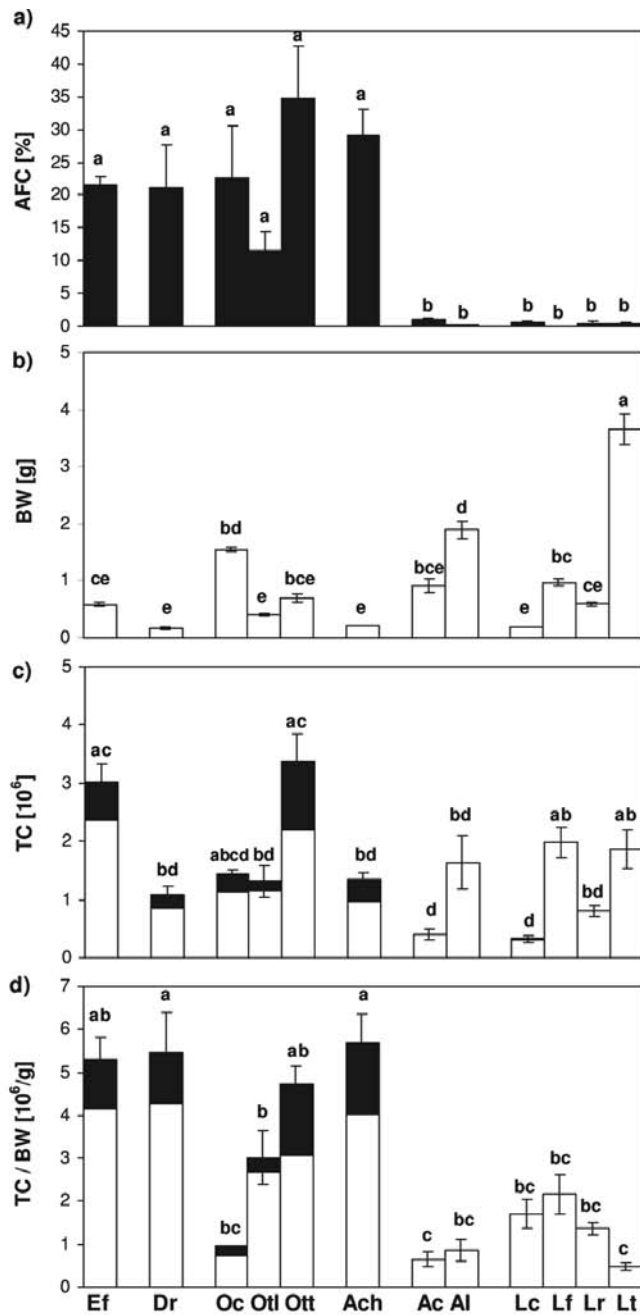 a)
AFC [%]
45
40
35
30
25
20
15
10
5
0
a a a a a a b b b b b b
b)
BW [g]
5
4
3
2
1
0
ce e bd e bce e bce d e bc ce a
c)
TC [10⁶]
5
4
3
2
1
0
ac bd abcd bd ac bd d bd d ab bd ab
d)
TC / BW [10⁶/g]
7
6
5
4
3
2
1
0
ab a bc b ab a c bc bc bc bc c
Ef Dr Oc Otl Ott Ach Ac Al Lc Lf Lr Lt